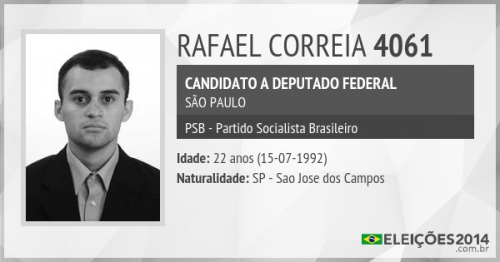 RAFAEL CORREIA 4061
CANDIDATO A DEPUTADO FEDERAL
SÃO PAULO
PSB - Partido Socialista Brasileiro
Idade: 22 anos (15-07-1992)
Naturalidade: SP - Sao Jose dos Campos
ELEIÇÕES2014
.com.br